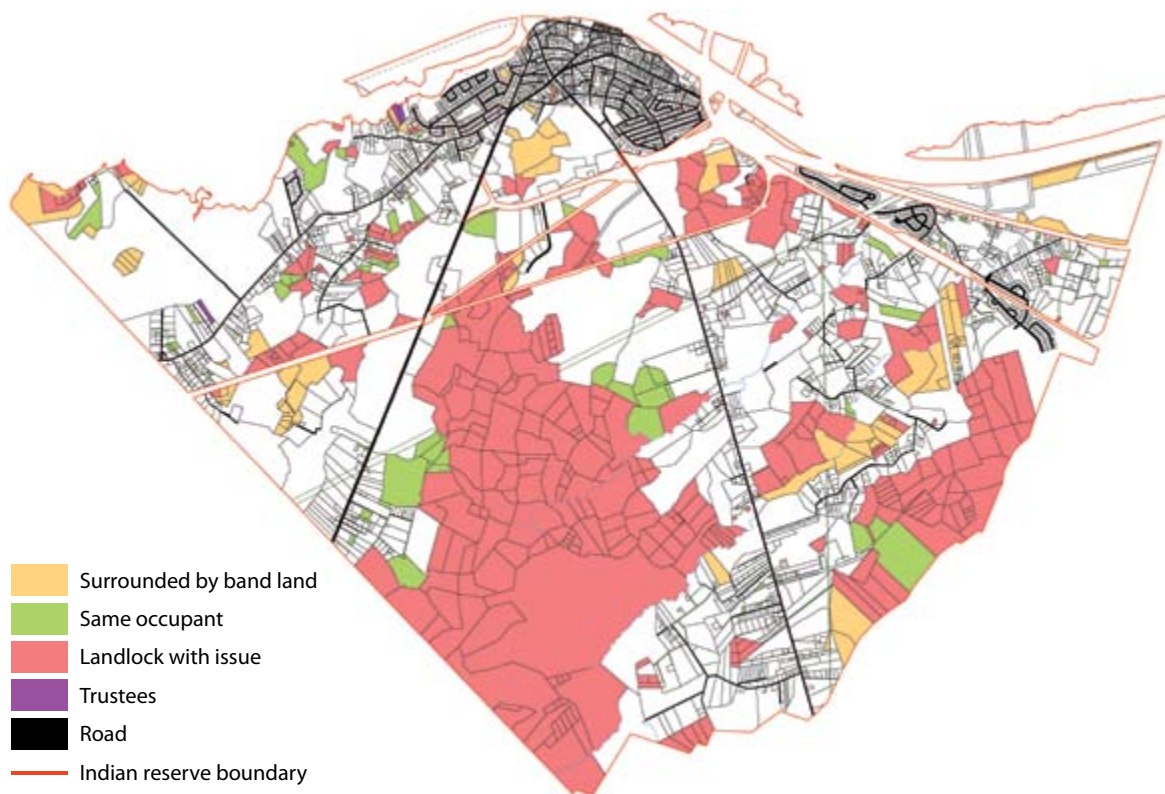 Surrounded by band land
Same occupant
Landlock with issue
Trustees
Road
Indian reserve boundary